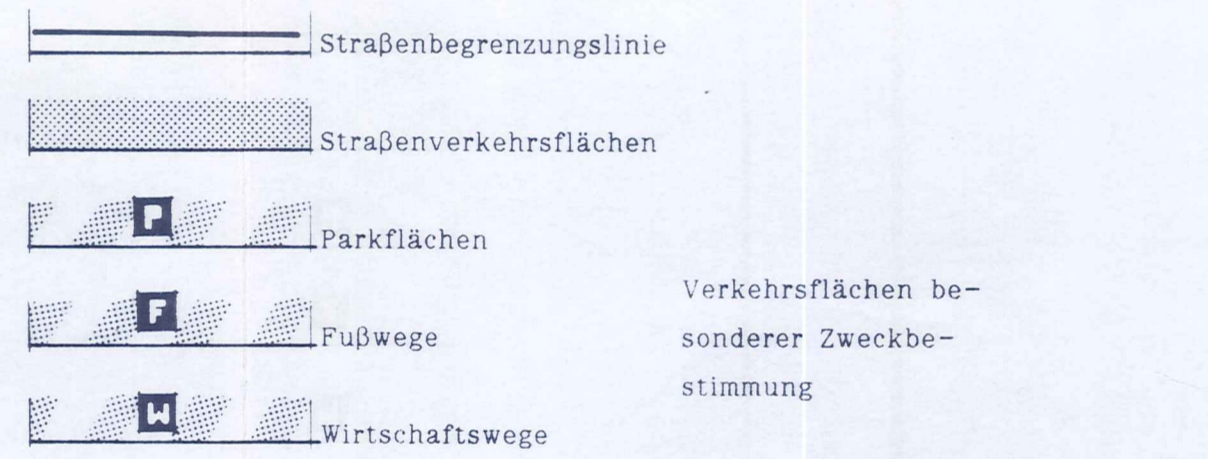 Straßenbegrenzungslinie
Straßenverkehrsflächen
P
Parkflächen
F
Fußwege
W
Wirtschaftswege
Verkehrsflächen be-
sonderer Zweckbe-
stimmung